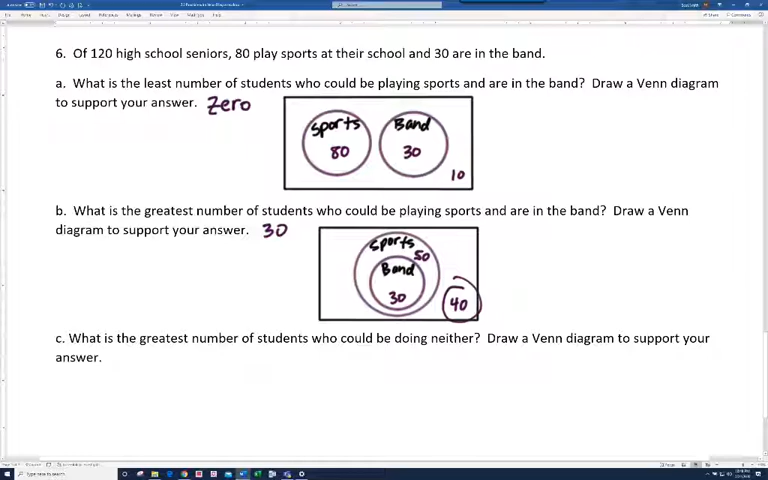 6. Of 120 high school seniors, 80 play sports at their school and 30 are in the band.
a. What is the least number of students who could be playing sports and are in the band? Draw a Venn diagram
to support your answer. Zero
Sports
Band
80
30
10
b. What is the greatest number of students who could be playing sports and are in the band? Draw a Venn
diagram to support your answer. 30
Sports
50
Band
30
40
c. What is the greatest number of students who could be doing neither? Draw a Venn diagram to support your
answer.
Type here to search